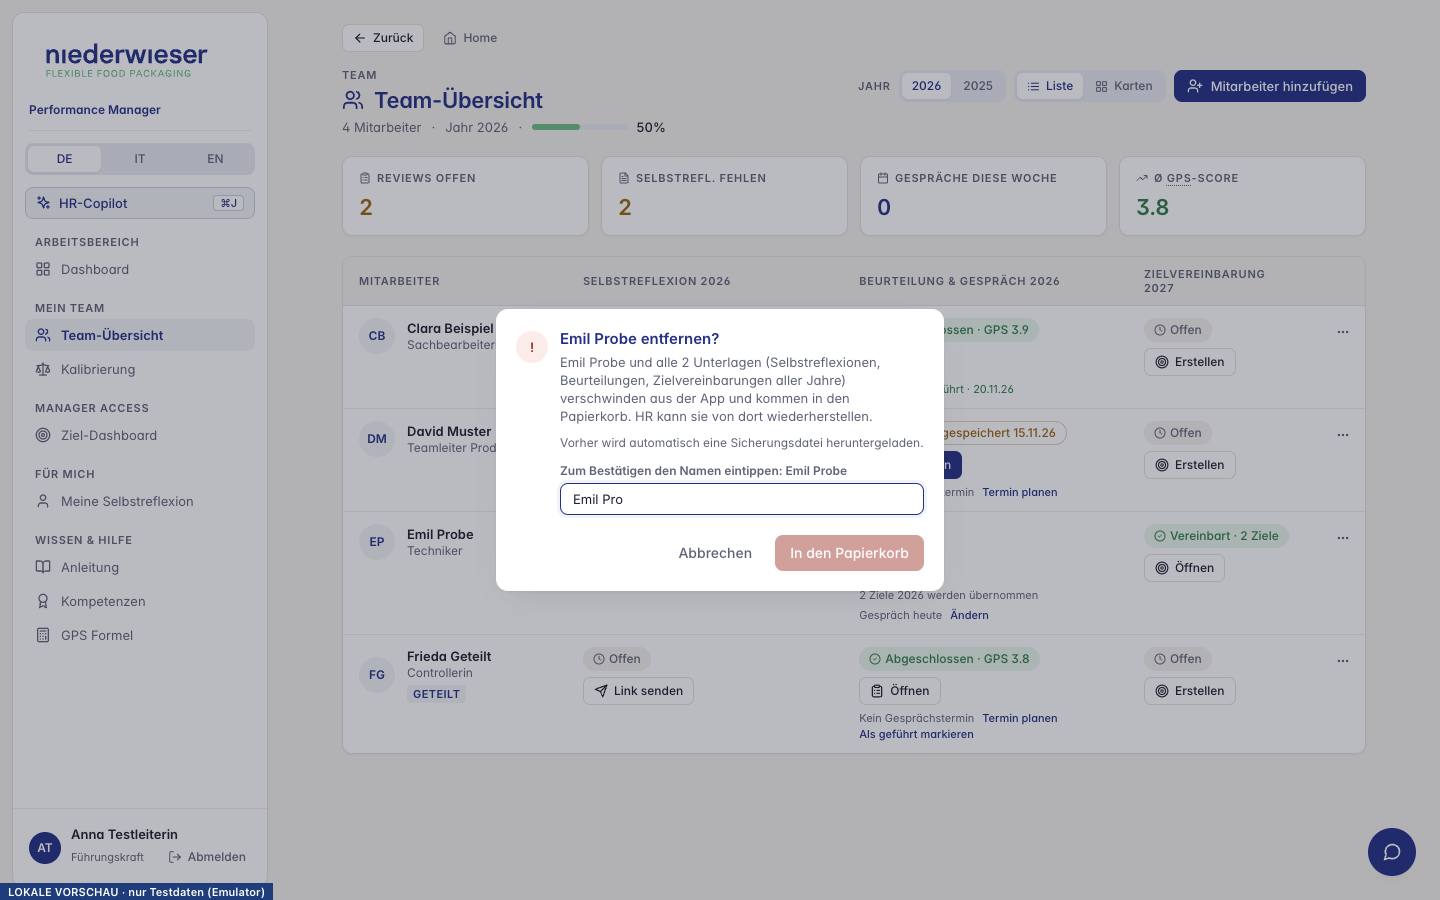 niederwieser
FLEXIBLE FOOD PACKAGING
Performance Manager
DE IT EN
HR-Copilot ⌘J
ARBEITSBEREICH
Dashboard
MEIN TEAM
Team-Übersicht
Kalibrierung
MANAGER ACCESS
Ziel-Dashboard
FÜR MICH
Meine Selbstreflexion
WISSEN & HILFE
Anleitung
Kompetenzen
GPS Formel
AT
Anna Testleiterin
Führungskraft
Abmelden
LOKALE VORSCHAU · nur Testdaten (Emulator)
Zurück
Home
TEAM
Team-Übersicht
4 Mitarbeiter · Jahr 2026 · 50%
JAHR 2026 2025
Liste Karten
Mitarbeiter hinzufügen
REVIEWS OFFEN
2
SELBSTREFL. FEHLEN
2
GESPRÄCHE DIESE WOCHE
0
Ø GPS-SCORE
3.8
MITARBEITER
SELBSTREFLEXION 2026
BEURTEILUNG & GESPRÄCH 2026
ZIELVEREINBARUNG
2027
CB
Clara Beispiel
Sachbearbeiter
ossen · GPS 3.9
ührt · 20.11.26
Offen
Erstellen
...
DM
David Muster
Teamleiter Prod
gespeichert 15.11.26
n
ermin Termin planen
Offen
Erstellen
...
EP
Emil Probe
Techniker
2 Ziele 2026 werden übernommen
Gespräch heute Ändern
Vereinbart · 2 Ziele
Öffnen
...
FG
Frieda Geteilt
Controllerin
GETEILT
Offen
Link senden
Abgeschlossen · GPS 3.8
Öffnen
Kein Gesprächstermin Termin planen
Als geführt markieren
Offen
Erstellen
...
!
Emil Probe entfernen?
Emil Probe und alle 2 Unterlagen (Selbstreflexionen,
Beurteilungen, Zielvereinbarungen aller Jahre)
verschwinden aus der App und kommen in den
Papierkorb. HR kann sie von dort wiederherstellen.
Vorher wird automatisch eine Sicherungsdatei heruntergeladen.
Zum Bestätigen den Namen eintippen: Emil Probe
Emil Pro
Abbrechen
In den Papierkorb